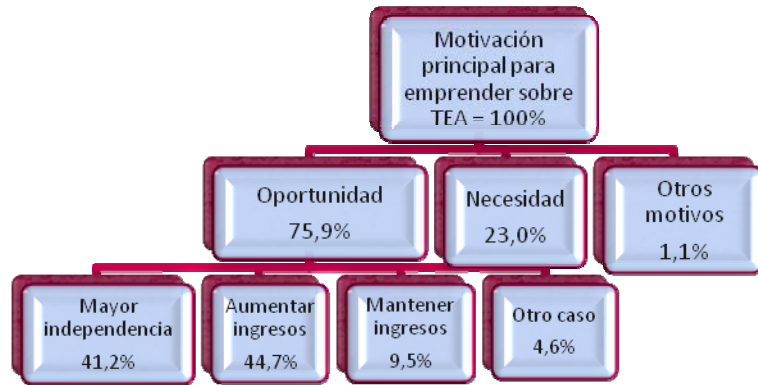 Motivación
principal para
emprender sobre
TEA = 100%
Oportunidad
75,9%
Necesidad
23,0%
Otros
motivos
1,1%
Mayor
independencia
41,2%
Aumentar
ingresos
44,7%
Mantener
ingresos
9,5%
Otro caso
4,6%